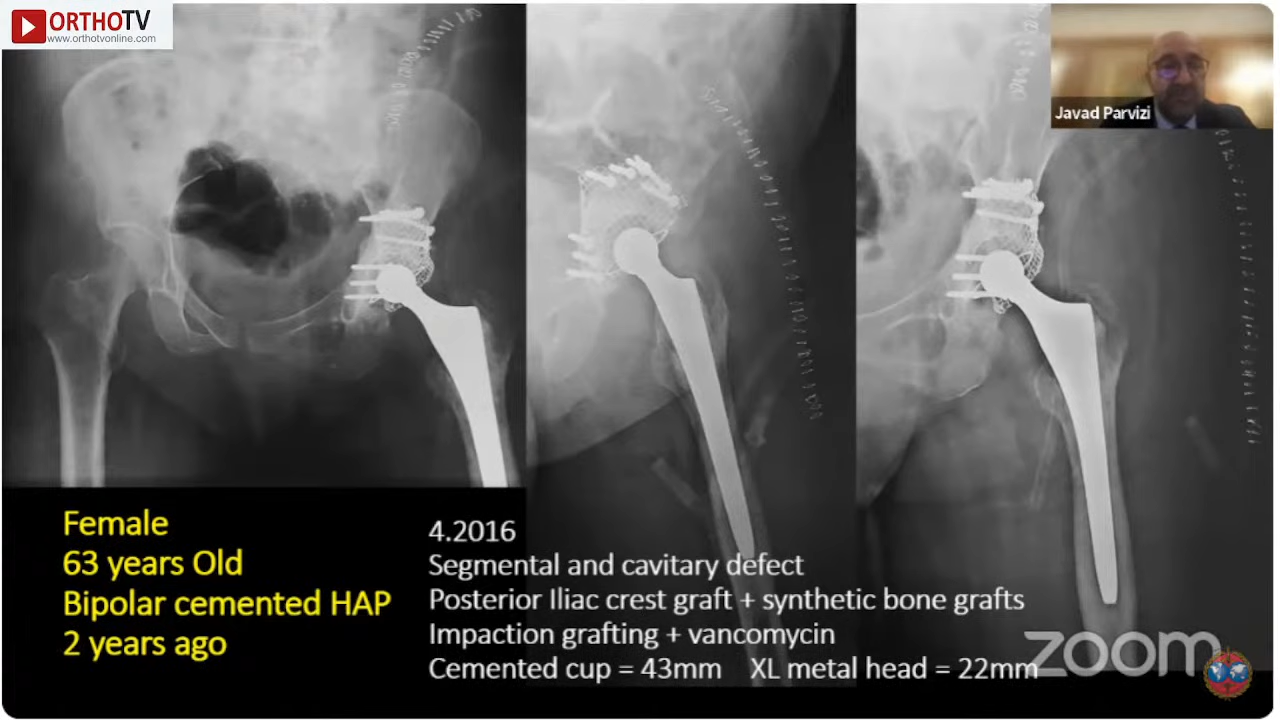 ORTHOTV
www.orthotvonline.com
Javad Parvizi
Female
63 years Old
Bipolar cemented HAP
2 years ago
4.2016
Segmental and cavitary defect
Posterior Iliac crest graft + synthetic bone grafts
Impaction grafting + vancomycin
Cemented cup = 43mm XL metal head = 22mm
zoom